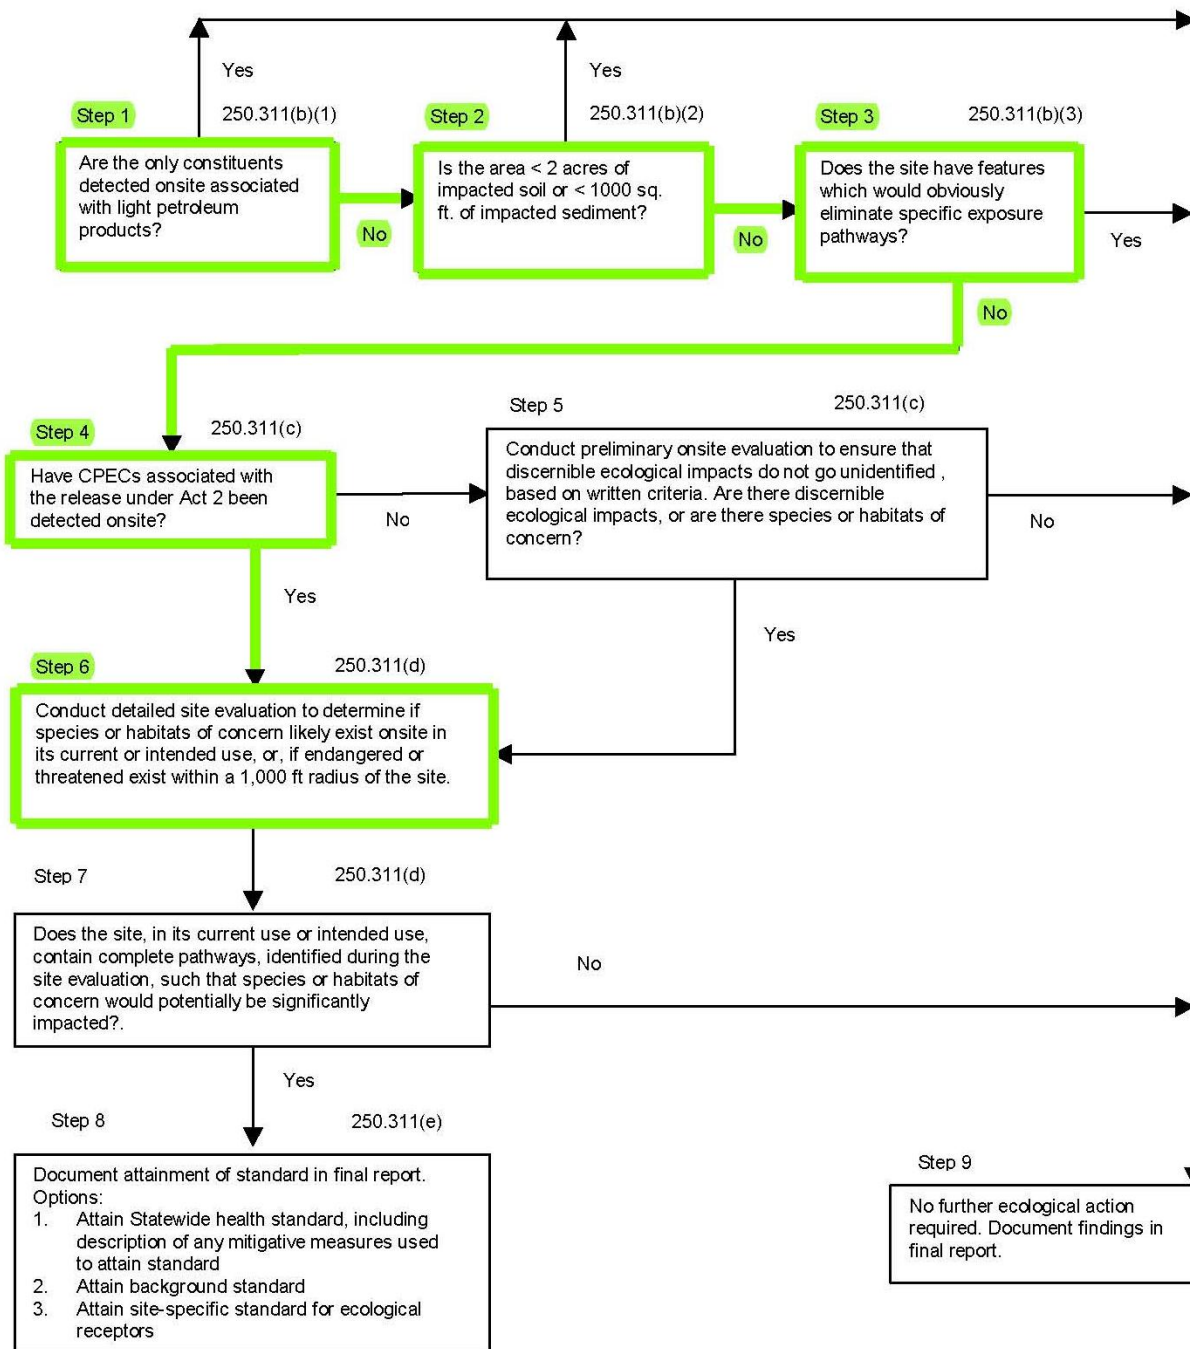 Yes
Yes
Step 1
250.311(b)(1)
Step 2
250.311(b)(2)
Step 3
250.311(b)(3)
Are the only constituents
detected onsite associated
with light petroleum
products?
No
Is the area < 2 acres of
impacted soil or < 1000 sq.
ft. of impacted sediment?
No
Does the site have features
which would obviously
eliminate specific exposure
pathways?
Yes
No
Step 4
250.311(c)
Have CPECs associated with
the release under Act 2 been
detected onsite?
No
Yes
Step 5
250.311(c)
Conduct preliminary onsite evaluation to ensure that
discernible ecological impacts do not go unidentified ,
based on written criteria. Are there discernible
ecological impacts, or are there species or habitats of
concern?
No
Yes
Step 6
250.311(d)
Conduct detailed site evaluation to determine if
species or habitats of concern likely exist onsite in
its current or intended use, or, if endangered or
threatened exist within a 1,000 ft radius of the site.
Step 7
250.311(d)
Does the site, in its current use or intended use,
contain complete pathways, identified during the
site evaluation, such that species or habitats of
concern would potentially be significantly
impacted?.
No
Yes
Step 8
250.311(e)
Document attainment of standard in final report.
Options:
1. Attain Statewide health standard, including
description of any mitigative measures used
to attain standard
2. Attain background standard
3. Attain site-specific standard for ecological
receptors
Step 9
No further ecological action
required. Document findings in
final report.